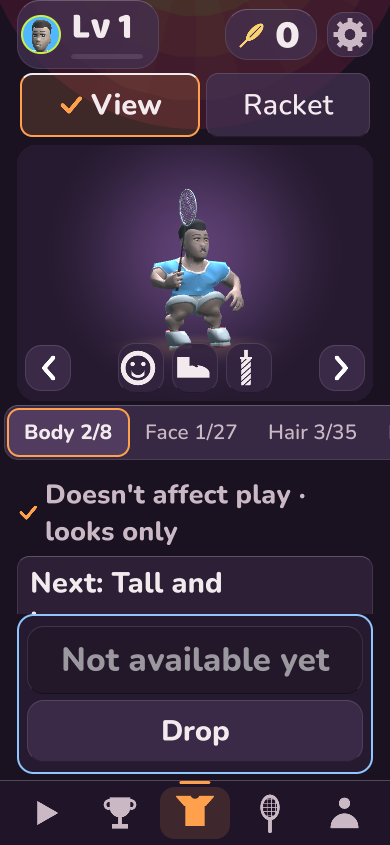 Lv 1
0
View
Racket
Body 2/8
Face 1/27
Hair 3/35
Doesn't affect play ·
looks only
Next: Tall and
Not available yet
Drop